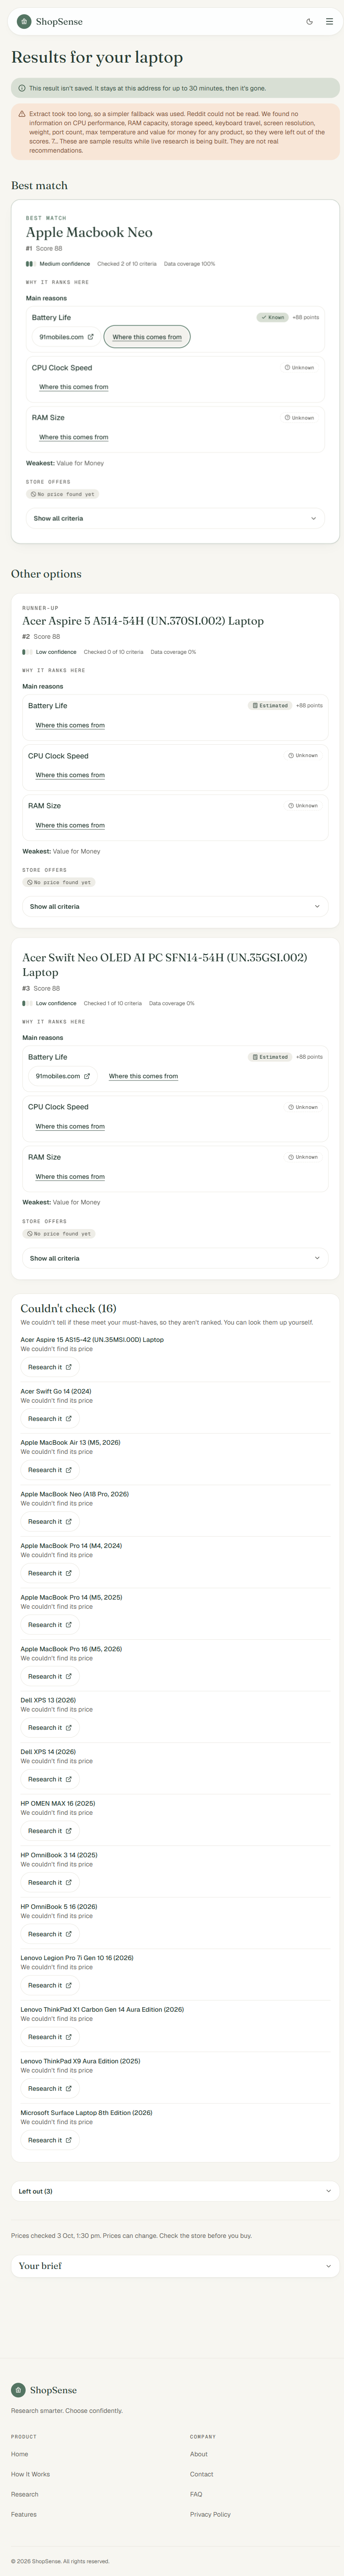 ShopSense
Results for your laptop
This result isn't saved. It stays at this address for up to 30 minutes, then it's gone.
Extract took too long, so a simpler fallback was used. Reddit could not be read. We found no
information on CPU performance, RAM capacity, storage speed, keyboard travel, screen resolution,
weight, port count, max temperature and value for money for any product, so they were left out of the
scores. 7… These are sample results while live research is being built. They are not real
recommendations.
Best match
BEST MATCH
Apple Macbook Neo
#1 Score 88
Medium confidence Checked 2 of 10 criteria Data coverage 100%
WHY IT RANKS HERE
Main reasons
Battery Life Known +88 points
91mobiles.com Where this comes from
CPU Clock Speed Unknown
Where this comes from
RAM Size Unknown
Where this comes from
Weakest: Value for Money
STORE OFFERS
No price found yet
Show all criteria
Other options
RUNNER-UP
Acer Aspire 5 A514-54H (UN.370SI.002) Laptop
#2 Score 88
Low confidence Checked 0 of 10 criteria Data coverage 0%
WHY IT RANKS HERE
Main reasons
Battery Life Estimated +88 points
Where this comes from
CPU Clock Speed Unknown
Where this comes from
RAM Size Unknown
Where this comes from
Weakest: Value for Money
STORE OFFERS
No price found yet
Show all criteria
Acer Swift Neo OLED AI PC SFN14-54H (UN.35GSI.002)
Laptop
#3 Score 88
Low confidence Checked 1 of 10 criteria Data coverage 0%
WHY IT RANKS HERE
Main reasons
Battery Life Estimated +88 points
91mobiles.com Where this comes from
CPU Clock Speed Unknown
Where this comes from
RAM Size Unknown
Where this comes from
Weakest: Value for Money
STORE OFFERS
No price found yet
Show all criteria
Couldn't check (16)
We couldn't tell if these meet your must-haves, so they aren't ranked. You can look them up yourself.
Acer Aspire 15 AS15-42 (UN.35MSI.00D) Laptop
We couldn't find its price
Research it
Acer Swift Go 14 (2024)
We couldn't find its price
Research it
Apple MacBook Air 13 (M5, 2026)
We couldn't find its price
Research it
Apple MacBook Neo (A18 Pro, 2026)
We couldn't find its price
Research it
Apple MacBook Pro 14 (M4, 2024)
We couldn't find its price
Research it
Apple MacBook Pro 14 (M5, 2025)
We couldn't find its price
Research it
Apple MacBook Pro 16 (M5, 2026)
We couldn't find its price
Research it
Dell XPS 13 (2026)
We couldn't find its price
Research it
Dell XPS 14 (2026)
We couldn't find its price
Research it
HP OMEN MAX 16 (2025)
We couldn't find its price
Research it
HP OmniBook 3 14 (2025)
We couldn't find its price
Research it
HP OmniBook 5 16 (2026)
We couldn't find its price
Research it
Lenovo Legion Pro 7i Gen 10 16 (2026)
We couldn't find its price
Research it
Lenovo ThinkPad X1 Carbon Gen 14 Aura Edition (2026)
We couldn't find its price
Research it
Lenovo ThinkPad X9 Aura Edition (2025)
We couldn't find its price
Research it
Microsoft Surface Laptop 8th Edition (2026)
We couldn't find its price
Research it
Left out (3)
Prices checked 3 Oct, 1:30 pm. Prices can change. Check the store before you buy.
Your brief
ShopSense
Research smarter. Choose confidently.
PRODUCT COMPANY
Home About
How It Works Contact
Research FAQ
Features Privacy Policy
© 2026 ShopSense. All rights reserved.